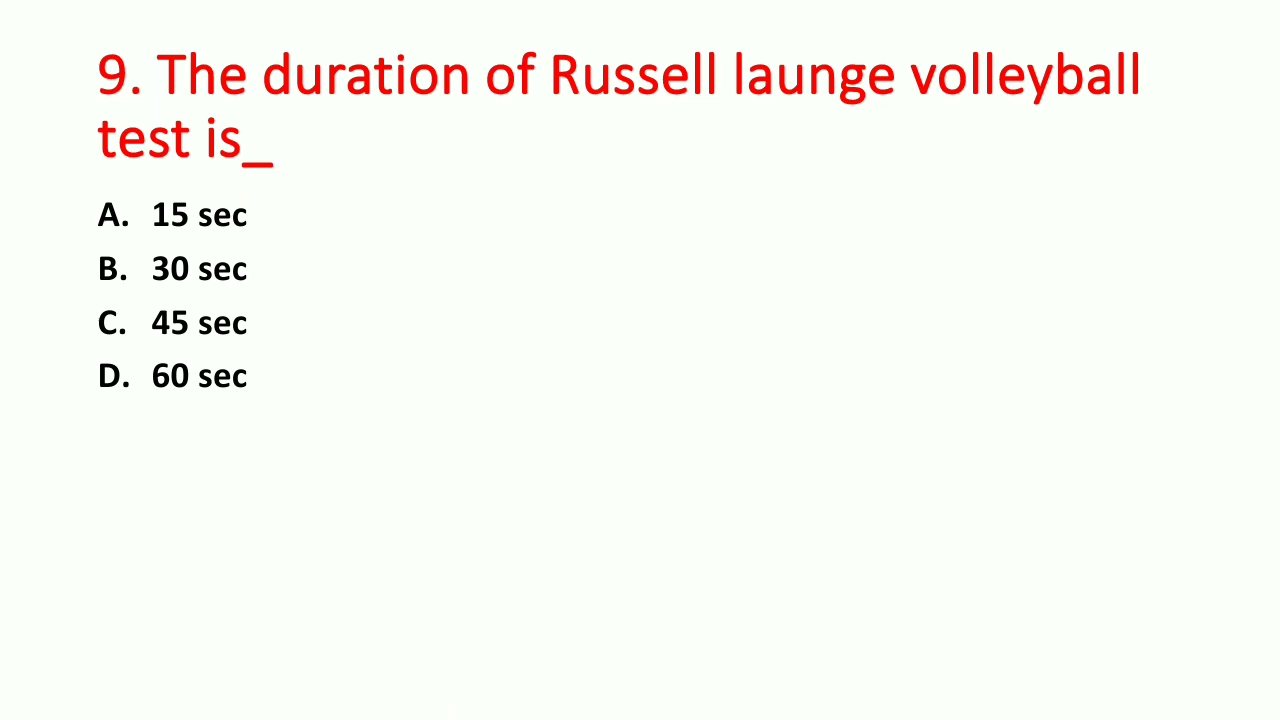 9. The duration of Russell launge volleyball
test is_
A. 15 sec
B. 30 sec
C. 45 sec
D. 60 sec